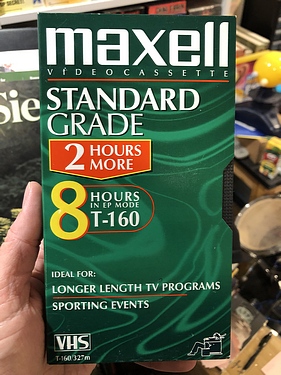 maxell
VIDEOCASSETTE
STANDARD
GRADE
2 HOURS
MORE
8 HOURS
IN EP MODE
T-160
IDEAL FOR:
LONGER LENGTH TV PROGRAMS
SPORTING EVENTS
VHS
T-160/327m
Sie